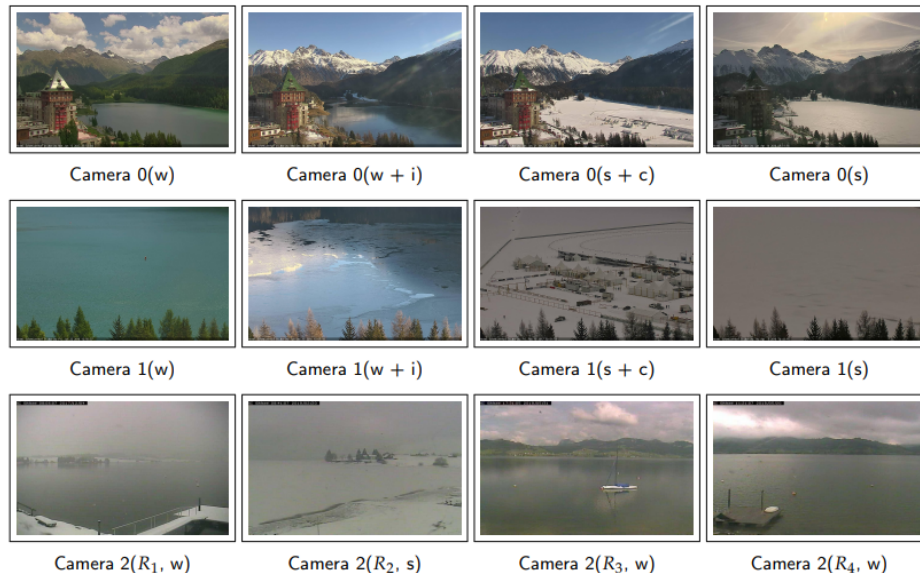 Camera 0(w)
Camera 0(w + i)
Camera 0(s + c)
Camera 0(s)
Camera 1(w)
Camera 1(w + i)
Camera 1(s + c)
Camera 1(s)
Camera 2(R₁, w)
Camera 2(R₂, s)
Camera 2(R₃, w)
Camera 2(R₄, w)